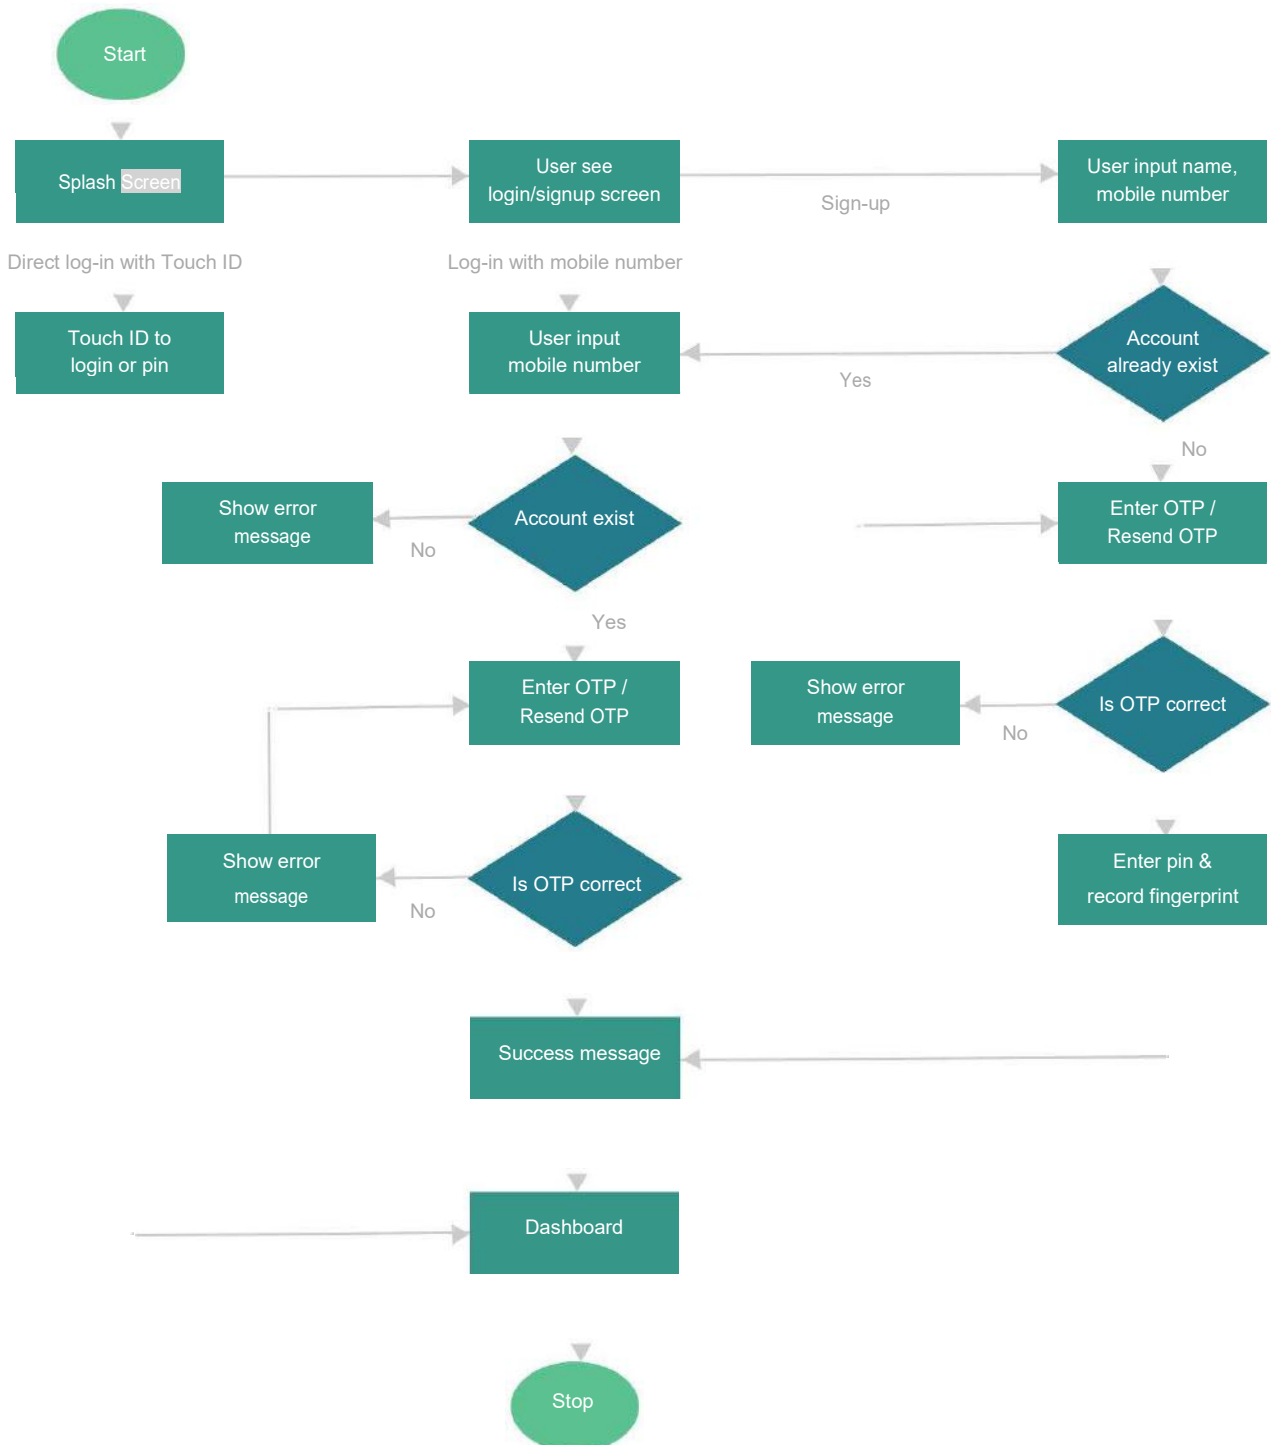 Start
Splash Screen
User see
login/signup screen
Sign-up
User input name,
mobile number
Direct log-in with Touch ID
Log-in with mobile number
Touch ID to
login or pin
User input
mobile number
Yes
Account
already exist
No
Show error
message
No
Account exist
Enter OTP /
Resend OTP
Yes
Enter OTP /
Resend OTP
Show error
message
No
Is OTP correct
Show error
message
No
Is OTP correct
Enter pin &
record fingerprint
Success message
Dashboard
Stop